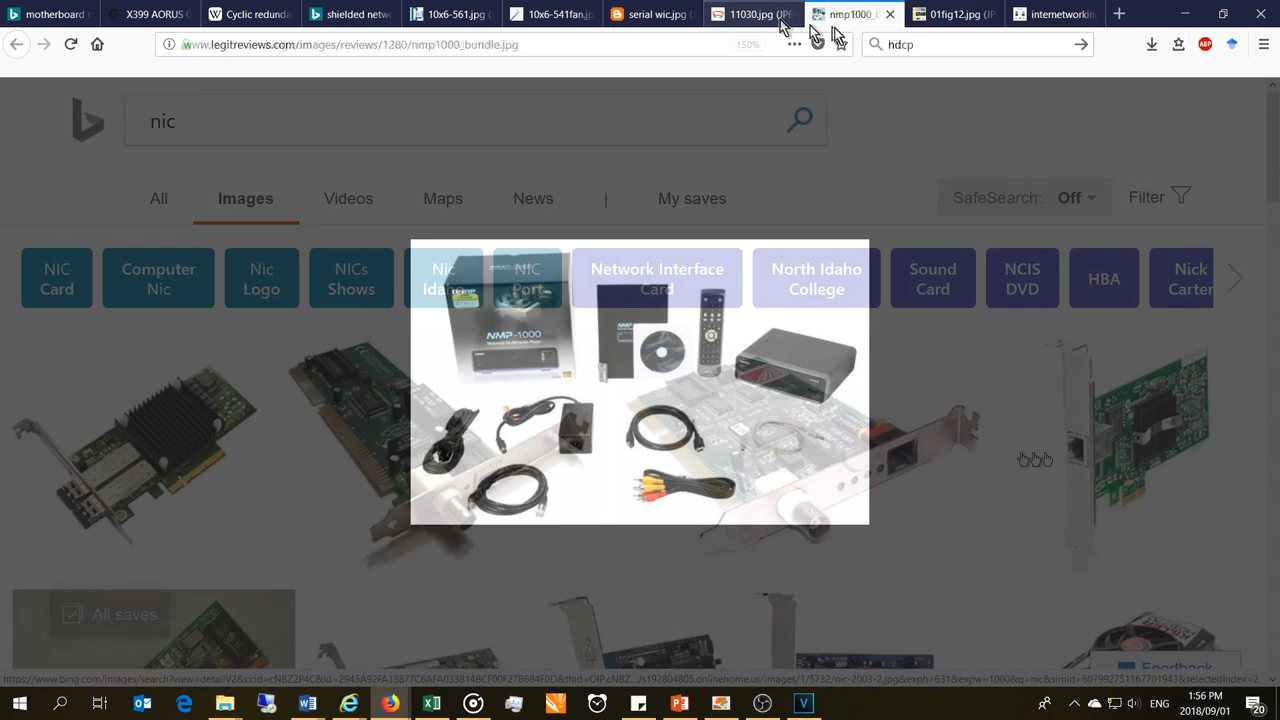 motherboard
X399 AORUS G
Cyclic redunda
shielded netw
10x6-561.jpg (
10x6-541fan.jp
serial wic.jpg (
11030.jpg (JPE
nmp1000_b
01fig12.jpg (JP
internetworkin
www.legitreviews.com/images/reviews/1280/nmp1000_bundle.jpg
150%
hdcp
ABP
nic
All
Images
Videos
Maps
News
|
My saves
SafeSearch: Off
Filter
NIC Card
Computer Nic
Nic Logo
NICs Shows
Nic Idaho
NIC Port
Network Interface Card
North Idaho College
Sound Card
NCIS DVD
HBA
Nick Carter
NMP-1000
All saves
Feedback
1:56 PM
ENG
2018/09/01
20